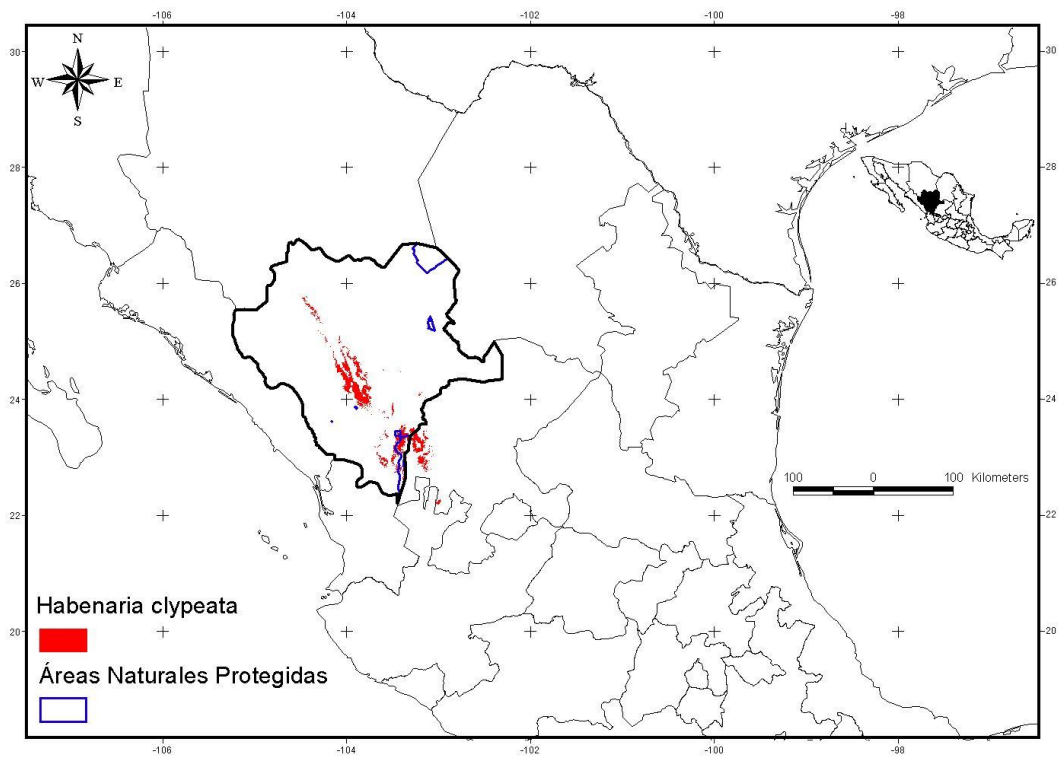 -106 -104 -102 -100 -98
N
W E
S
30 30
28 28
26 26
24 24
22 22
20 20
100 0 100 Kilometers
Habenaria clypeata
Áreas Naturales Protegidas
-106 -104 -102 -100 -98